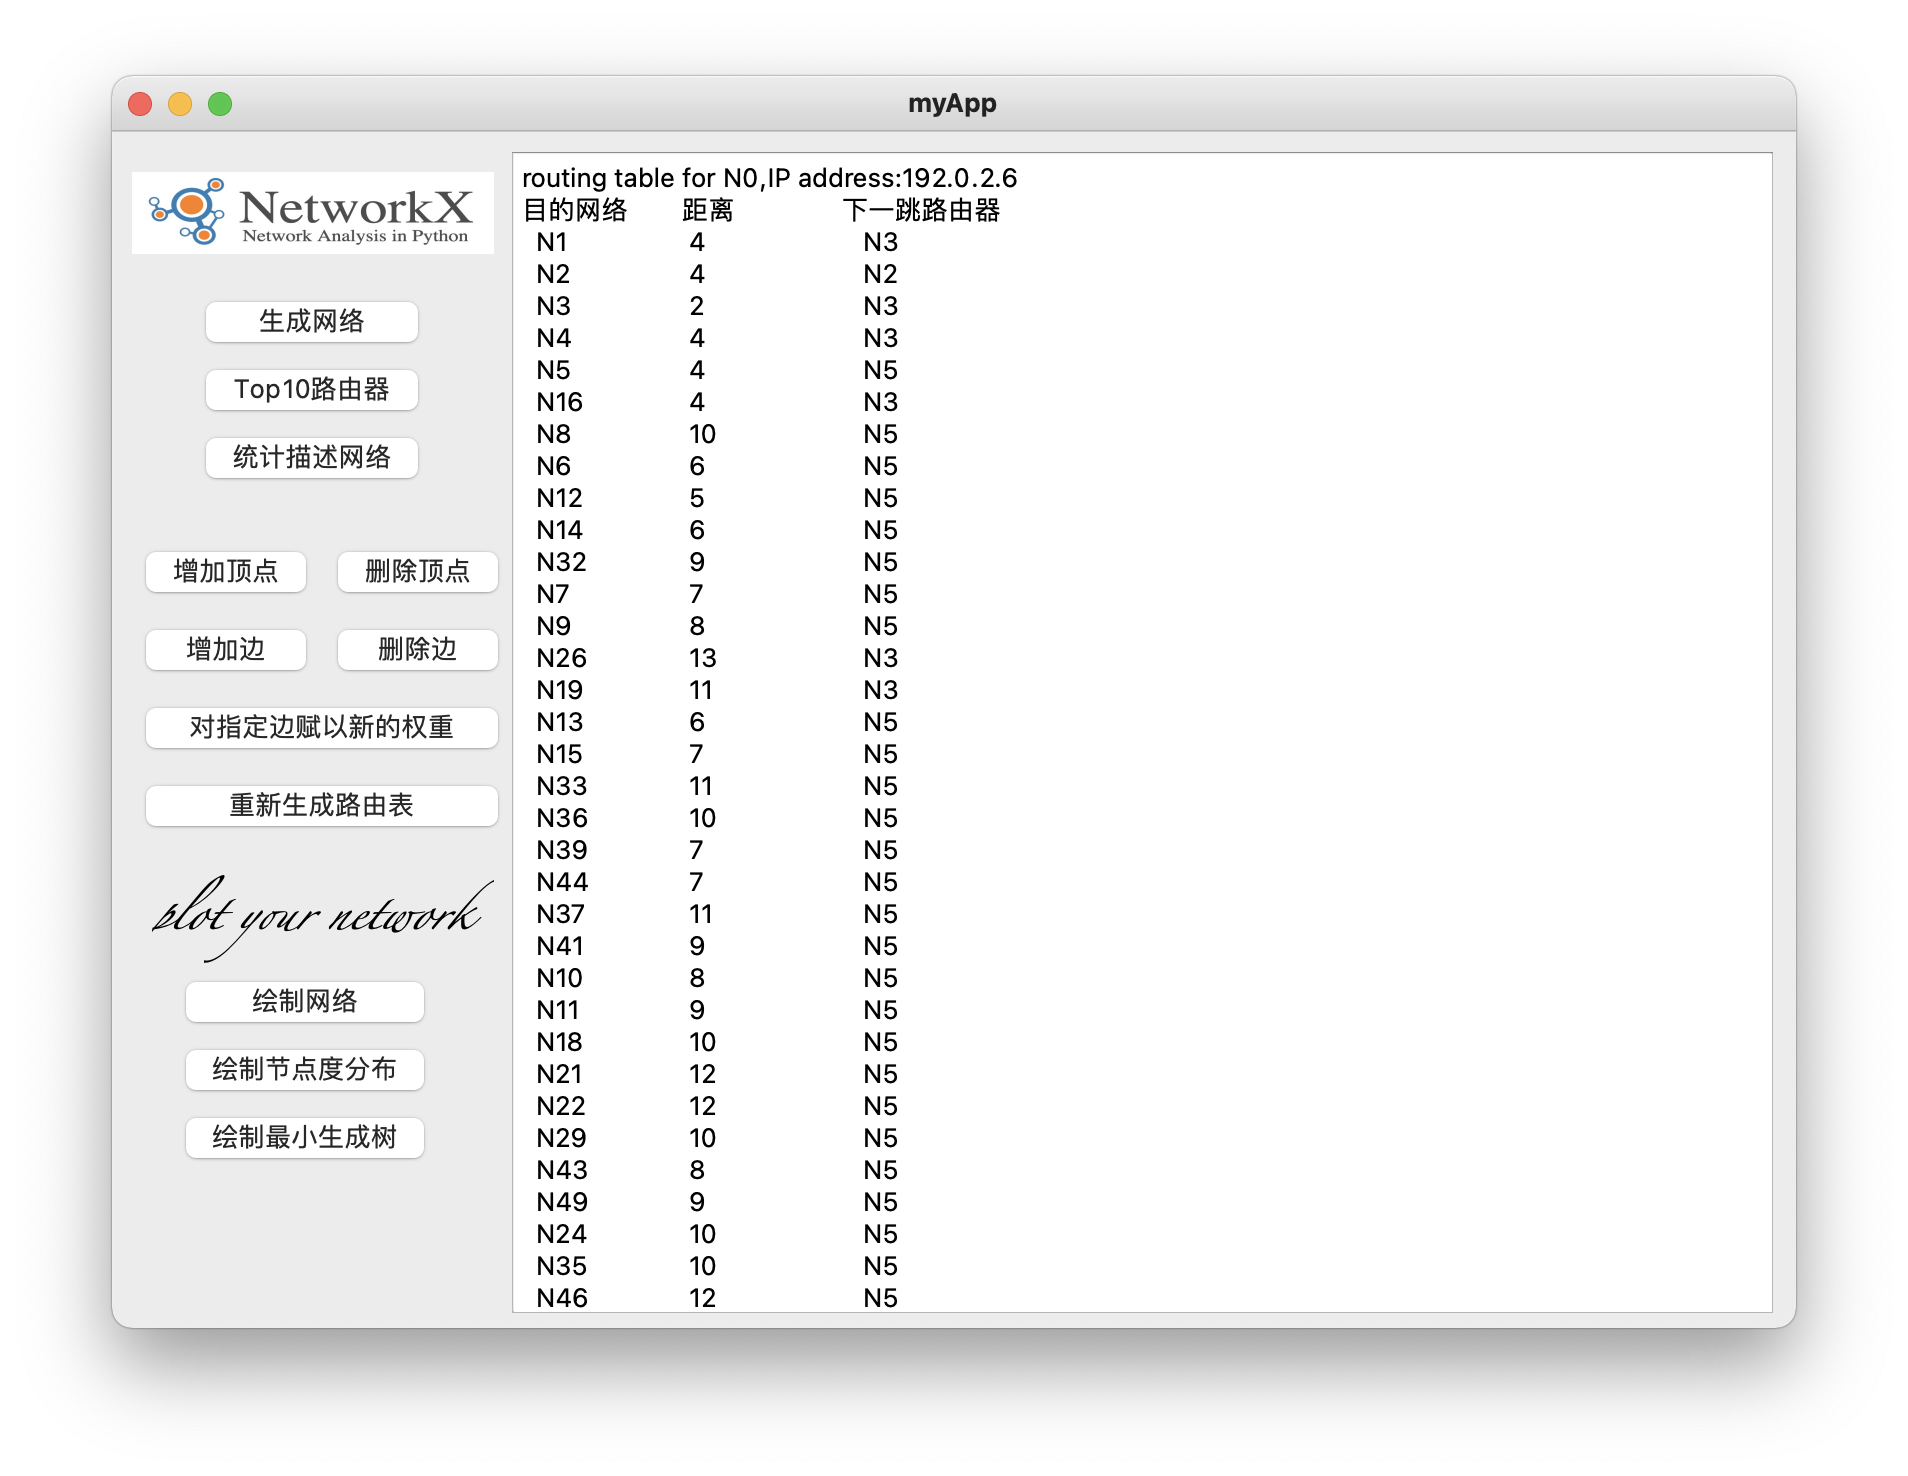 myApp
NetworkX
Network Analysis in Python
生成网络
Top10路由器
统计描述网络
增加顶点 删除顶点
增加边 删除边
对指定边赋以新的权重
重新生成路由表
plot your network
绘制网络
绘制节点度分布
绘制最小生成树
routing table for N0,IP address:192.0.2.6
目的网络 距离 下一跳路由器
N1 4 N3
N2 4 N2
N3 2 N3
N4 4 N3
N5 4 N5
N16 4 N3
N8 10 N5
N6 6 N5
N12 5 N5
N14 6 N5
N32 9 N5
N7 7 N5
N9 8 N5
N26 13 N3
N19 11 N3
N13 6 N5
N15 7 N5
N33 11 N5
N36 10 N5
N39 7 N5
N44 7 N5
N37 11 N5
N41 9 N5
N10 8 N5
N11 9 N5
N18 10 N5
N21 12 N5
N22 12 N5
N29 10 N5
N43 8 N5
N49 9 N5
N24 10 N5
N35 10 N5
N46 12 N5